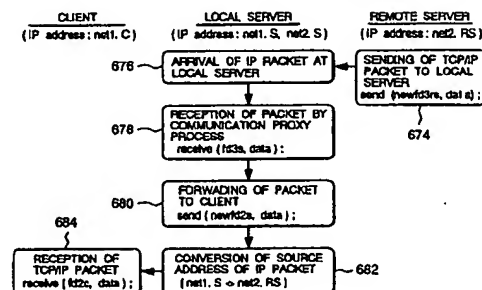 CLIENT
(IP address: net1. C)
LOCAL SERVER
(IP address: net1. S, net2. S)
REMOTE SERVER
(IP address: net2. RS)
676
ARRIVAL OF IP RACKET AT
LOCAL SERVER
SENDING OF TCP/IP
PACKET TO LOCAL
SERVER
send (newfd3rs, data);
674
678
RECEPTION OF PACKET BY
COMMUNICATION PROXY
PROCESS
receive (fd3s, data);
680
FORWADING OF PACKET
TO CLIENT
send (newfd2s, data);
684
RECEPTION OF
TCP/IP PACKET
receive (fd2c, data);
CONVERSION OF SOURCE
ADDRESS OF IP PACKET
(net1. S <> net2. RS)
682